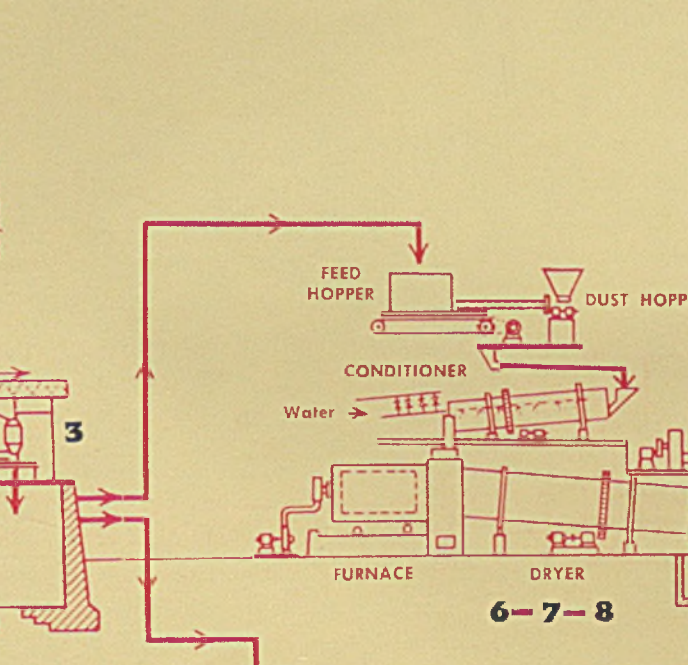 FEED
HOPPER
DUST HOPP
CONDITIONER
Water
3
FURNACE
DRYER
6-7-8